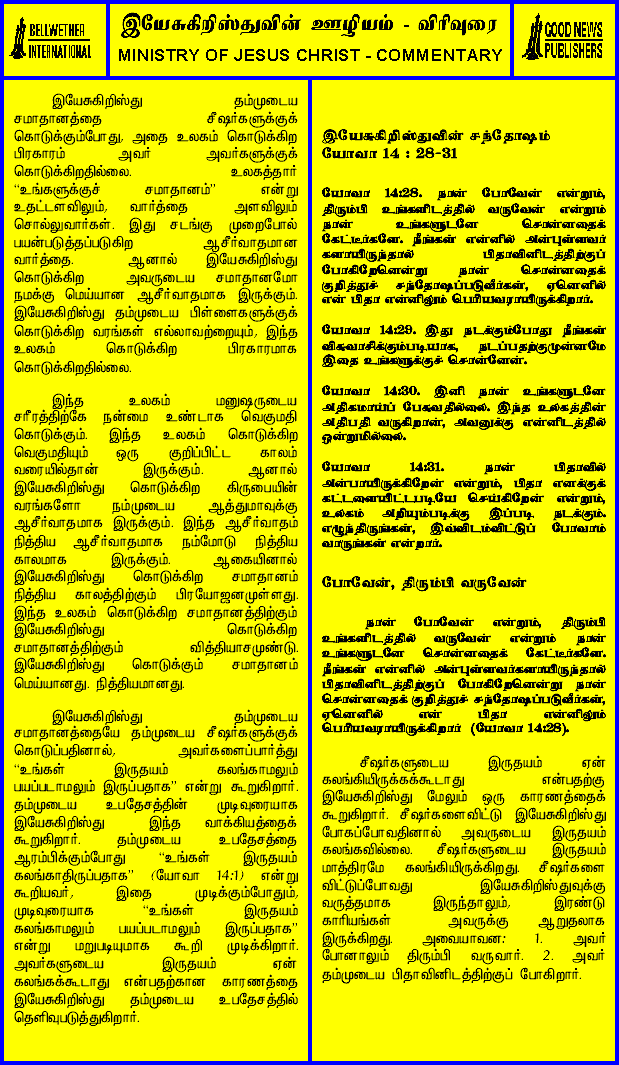 BELLWETHER
INTERNATIONAL
இயேசுகிறிஸ்துவின் ஊழியம் - விரிவுரை
MINISTRY OF JESUS CHRIST - COMMENTARY
GOOD NEWS
PUBLISHERS
இயேசுகிறிஸ்து தம்முடைய
சமாதானத்தை சீஷர்களுக்குக்
கொடுக்கும்போது, அதை உலகம் கொடுக்கிற
பிரகாரம் அவர் அவர்களுக்குக்
கொடுக்கிறதில்லை. உலகத்தார்
“உங்களுக்குச் சமாதானம்” என்று
உதட்டளவிலும், வார்த்தை அளவிலும்
சொல்லுவார்கள். இது சடங்கு முறைபோல்
பயன்படுத்தப்படுகிற ஆசீர்வாதமான
வார்த்தை. ஆனால் இயேசுகிறிஸ்து
கொடுக்கிற அவருடைய சமாதானமோ
நமக்கு மெய்யான ஆசீர்வாதமாக இருக்கும்.
இயேசுகிறிஸ்து தம்முடைய பிள்ளைகளுக்குக்
கொடுக்கிற வரங்கள் எல்லாவற்றையும், இந்த
உலகம் கொடுக்கிற பிரகாரமாக
கொடுக்கிறதில்லை.
இந்த உலகம் மனுஷருடைய
சரீரத்திற்கே நன்மை உண்டாக வெகுமதி
கொடுக்கும். இந்த உலகம் கொடுக்கிற
வெகுமதியும் ஒரு குறிப்பிட்ட காலம்
வரையில்தான் இருக்கும். ஆனால்
இயேசுகிறிஸ்து கொடுக்கிற கிருபையின்
வரங்களோ நம்முடைய ஆத்துமாவுக்கு
ஆசீர்வாதமாக இருக்கும். இந்த ஆசீர்வாதம்
நித்திய ஆசீர்வாதமாக நம்மோடு நித்திய
காலமாக இருக்கும். ஆகையினால்
இயேசுகிறிஸ்து கொடுக்கிற சமாதானம்
நித்திய காலத்திற்கும் பிரயோஜனமுள்ளது.
இந்த உலகம் கொடுக்கிற சமாதானத்திற்கும்
இயேசுகிறிஸ்து கொடுக்கிற
சமாதானத்திற்கும் வித்தியாசமுண்டு.
இயேசுகிறிஸ்து கொடுக்கும் சமாதானம்
மெய்யானது. நித்தியமானது.
இயேசுகிறிஸ்து தம்முடைய
சமாதானத்தையே தம்முடைய சீஷர்களுக்குக்
கொடுப்பதினால், அவர்களைப்பார்த்து
“உங்கள் இருதயம் கலங்காமலும்
பயப்படாமலும் இருப்பதாக” என்று கூறுகிறார்.
தம்முடைய உபதேசத்தின் முடிவுரையாக
இயேசுகிறிஸ்து இந்த வாக்கியத்தைக்
கூறுகிறார். தம்முடைய உபதேசத்தை
ஆரம்பிக்கும்போது “உங்கள் இருதயம்
கலங்காதிருப்பதாக” (யோவா 14:1) என்று
கூறியவர், இதை முடிக்கும்போதும்,
முடிவுரையாக “உங்கள் இருதயம்
கலங்காமலும் பயப்படாமலும் இருப்பதாக”
என்று மறுபடியுமாக கூறி முடிக்கிறார்.
அவர்களுடைய இருதயம் ஏன்
கலங்கக்கூடாது என்பதற்கான காரணத்தை
இயேசுகிறிஸ்து தம்முடைய உபதேசத்தில்
தெளிவுபடுத்துகிறார்.
இயேசுகிறிஸ்துவின் சந்தோஷம்
யோவா 14 : 28-31
யோவா 14:28. நான் போவேன் என்றும்,
திரும்பி உங்களிடத்தில் வருவேன் என்றும்
நான் உங்களுடனே சொன்னதைக்
கேட்டீர்களே. நீங்கள் என்னில் அன்புள்ளவர்
களாயிருந்தால் பிதாவினிடத்திற்குப்
போகிறேனென்று நான் சொன்னதைக்
குறித்துச் சந்தோஷப்படுவீர்கள், ஏனெனில்
என் பிதா என்னிலும் பெரியவராயிருக்கிறார்.
யோவா 14:29. இது நடக்கும்போது நீங்கள்
விசுவாசிக்கும்படியாக, நடப்பதற்குமுன்னமே
இதை உங்களுக்குச் சொன்னேன்.
யோவா 14:30. இனி நான் உங்களுடனே
அதிகமாய்ப் பேசுவதில்லை. இந்த உலகத்தின்
அதிபதி வருகிறான், அவனுக்கு என்னிடத்தில்
ஒன்றுமில்லை.
யோவா 14:31. நான் பிதாவில்
அன்பாயிருக்கிறேன் என்றும், பிதா எனக்குக்
கட்டளையிட்டபடியே செய்கிறேன் என்றும்,
உலகம் அறியும்படிக்கு இப்படி நடக்கும்.
எழுந்திருங்கள், இவ்விடம்விட்டுப் போவாம்
வாருங்கள் என்றார்.
போவேன், திரும்பி வருவேன்
நான் போவேன் என்றும், திரும்பி
உங்களிடத்தில் வருவேன் என்றும் நான்
உங்களுடனே சொன்னதைக் கேட்டீர்களே.
நீங்கள் என்னில் அன்புள்ளவர்களாயிருந்தால்
பிதாவினிடத்திற்குப் போகிறேனென்று நான்
சொன்னதைக் குறித்துச் சந்தோஷப்படுவீர்கள்,
ஏனெனில் என் பிதா என்னிலும்
பெரியவராயிருக்கிறார் (யோவா 14:28).
சீஷர்களுடைய இருதயம் ஏன்
கலங்கியிருக்கக்கூடாது என்பதற்கு
இயேசுகிறிஸ்து மேலும் ஒரு காரணத்தைக்
கூறுகிறார். சீஷர்களைவிட்டு இயேசுகிறிஸ்து
போகப்போவதினால் அவருடைய இருதயம்
கலங்கவில்லை. சீஷர்களுடைய இருதயம்
மாத்திரமே கலங்கியிருக்கிறது. சீஷர்களை
விட்டுப்போவது இயேசுகிறிஸ்துவுக்கு
வருத்தமாக இருந்தாலும், இரண்டு
காரியங்கள் அவருக்கு ஆறுதலாக
இருக்கிறது. அவையாவன: 1. அவர்
போனாலும் திரும்பி வருவார். 2. அவர்
தம்முடைய பிதாவினிடத்திற்குப் போகிறார்.